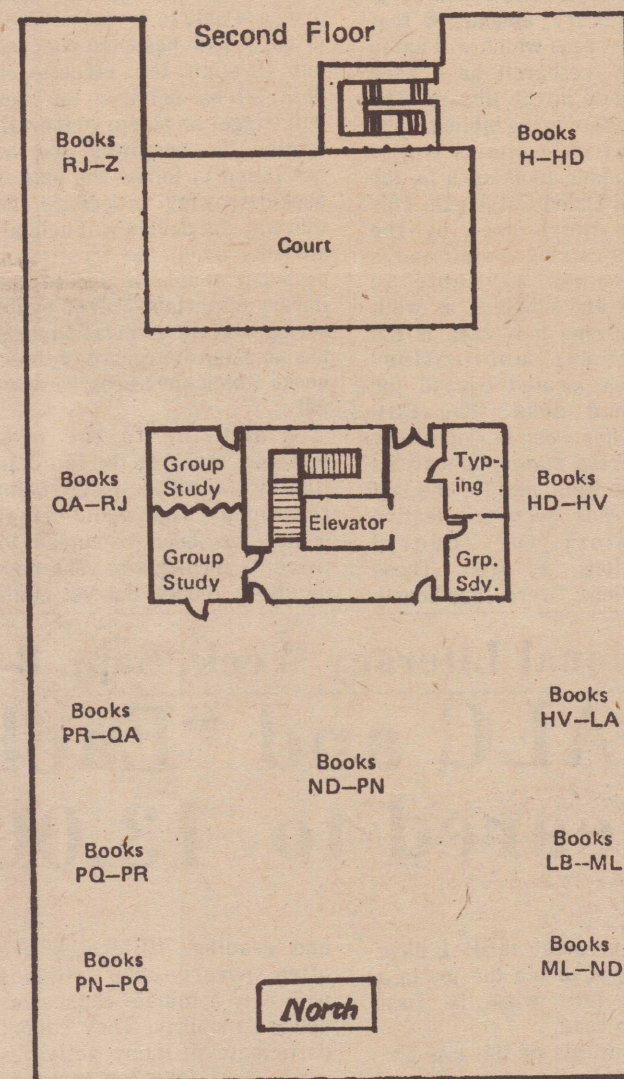 Second Floor
Books
RJ–Z
Books
H–HD
Court
Books
QA–RJ
Group
Study
Group
Study
Elevator
Typ-
ing
Grp.
Sdy.
Books
HD–HV
Books
PR–QA
Books
HV–LA
Books
ND–PN
Books
PQ–PR
Books
LB--ML
Books
PN–PQ
Books
ML–ND
North